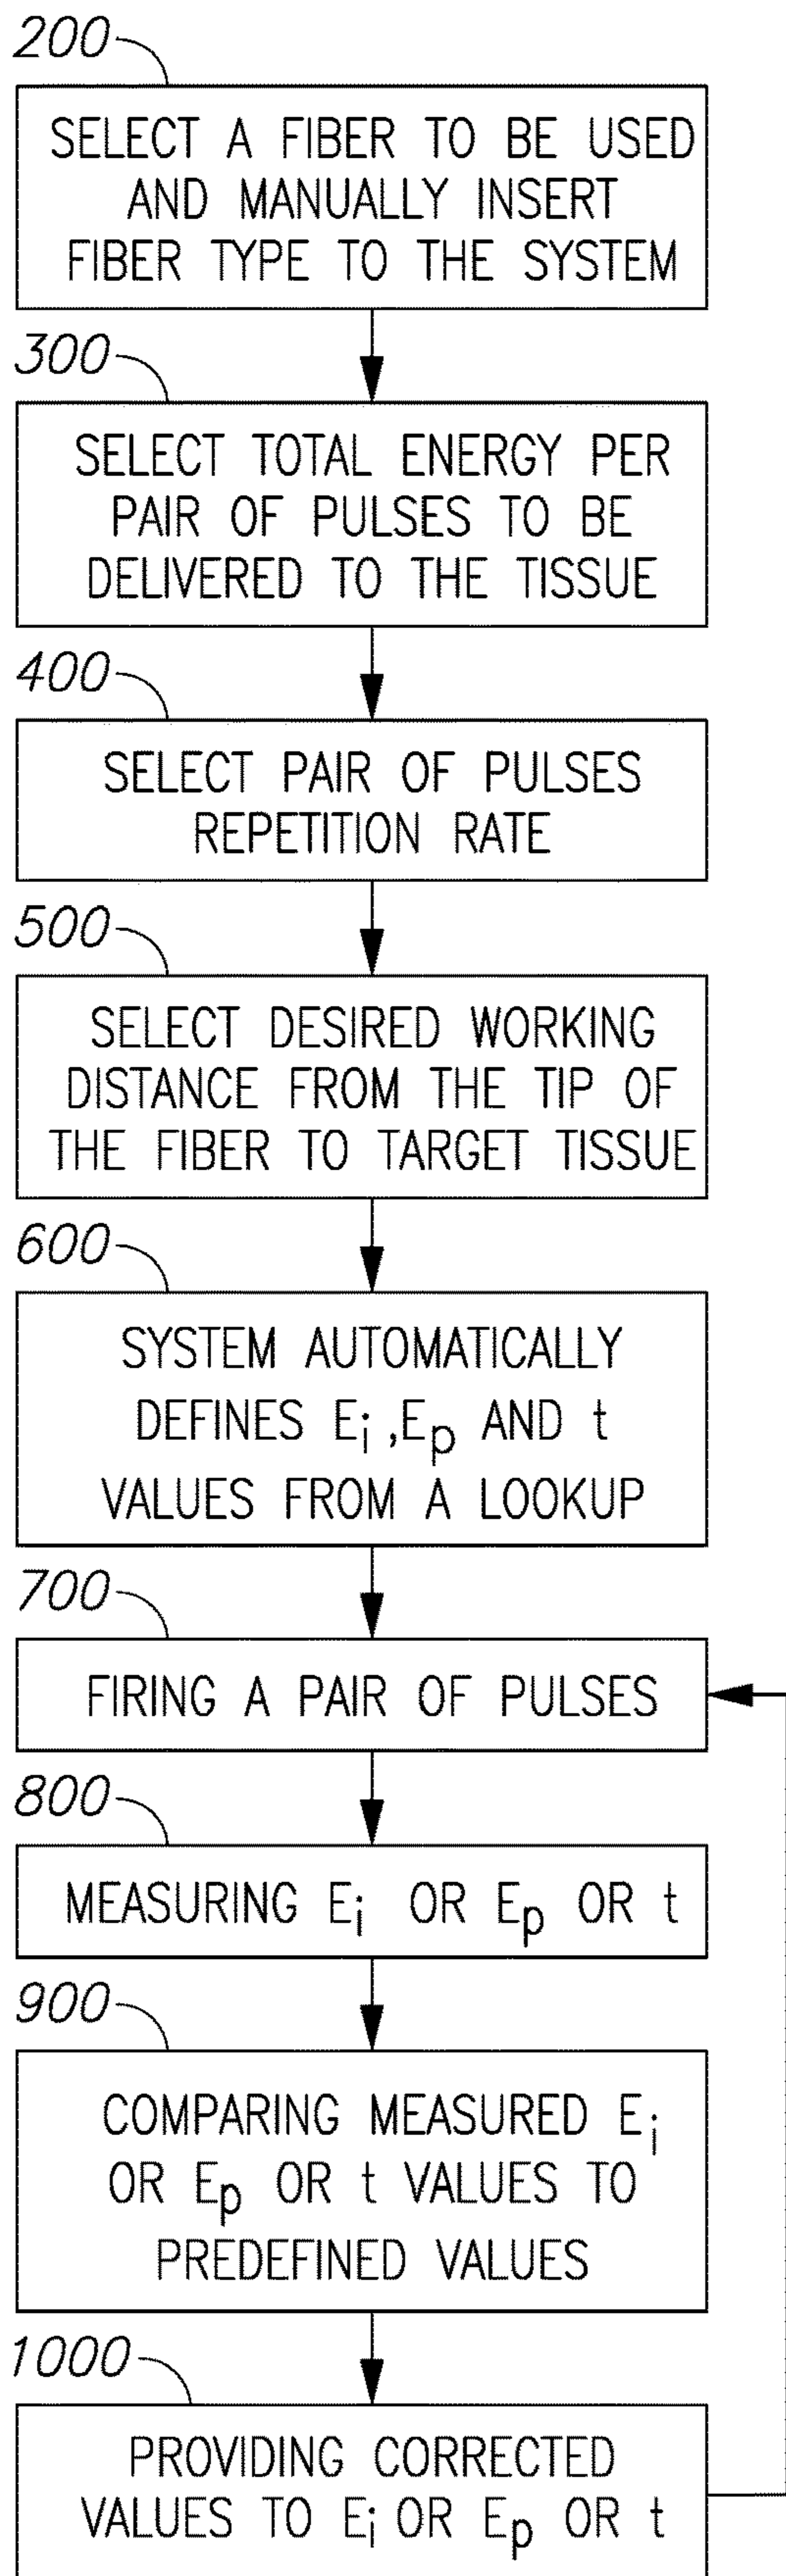 200
SELECT A FIBER TO BE USED
AND MANUALLY INSERT
FIBER TYPE TO THE SYSTEM
300
SELECT TOTAL ENERGY PER
PAIR OF PULSES TO BE
DELIVERED TO THE TISSUE
400
SELECT PAIR OF PULSES
REPETITION RATE
500
SELECT DESIRED WORKING
DISTANCE FROM THE TIP OF
THE FIBER TO TARGET TISSUE
600
SYSTEM AUTOMATICALLY
DEFINES Ei ,Ep AND t
VALUES FROM A LOOKUP
700
FIRING A PAIR OF PULSES
800
MEASURING Ei OR Ep OR t
900
COMPARING MEASURED Ei
OR Ep OR t VALUES TO
PREDEFINED VALUES
1000
PROVIDING CORRECTED
VALUES TO Ei OR Ep OR t